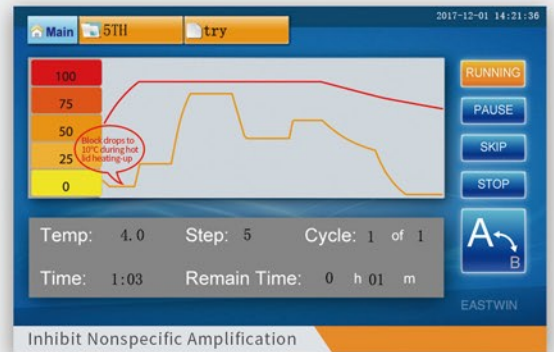 2017-12-01 14:21:36
Main 5TH try
100
75
50
25
0
Block drops to
10°C during hot
lid heating-up
RUNNING
PAUSE
SKIP
STOP
A
B
Temp: 4.0 Step: 5 Cycle: 1 of 1
Time: 1:03 Remain Time: 0 h 01 m
EASTWIN
Inhibit Nonspecific Amplification